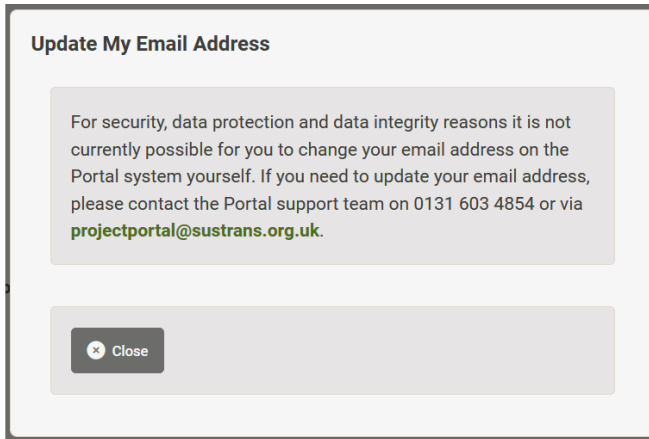 Update My Email Address
For security, data protection and data integrity reasons it is not
currently possible for you to change your email address on the
Portal system yourself. If you need to update your email address,
please contact the Portal support team on 0131 603 4854 or via
projectportal@sustrans.org.uk.
Close